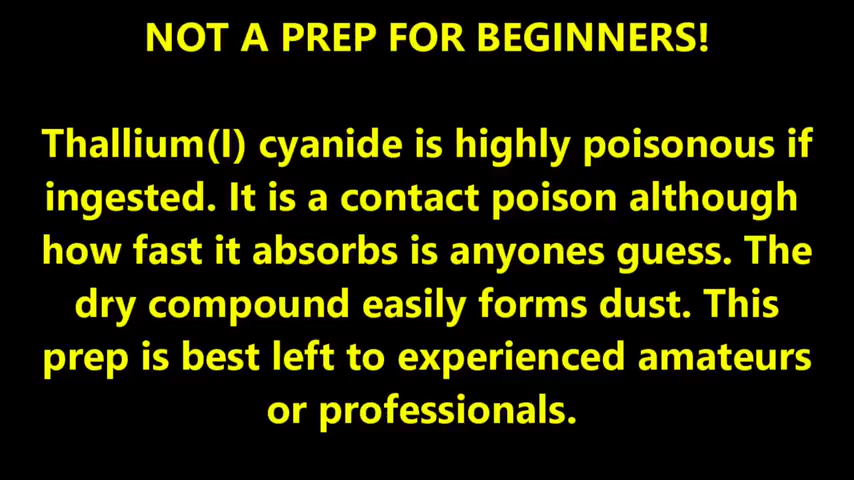 NOT A PREP FOR BEGINNERS!
Thallium(I) cyanide is highly poisonous if
ingested. It is a contact poison although
how fast it absorbs is anyones guess. The
dry compound easily forms dust. This
prep is best left to experienced amateurs
or professionals.